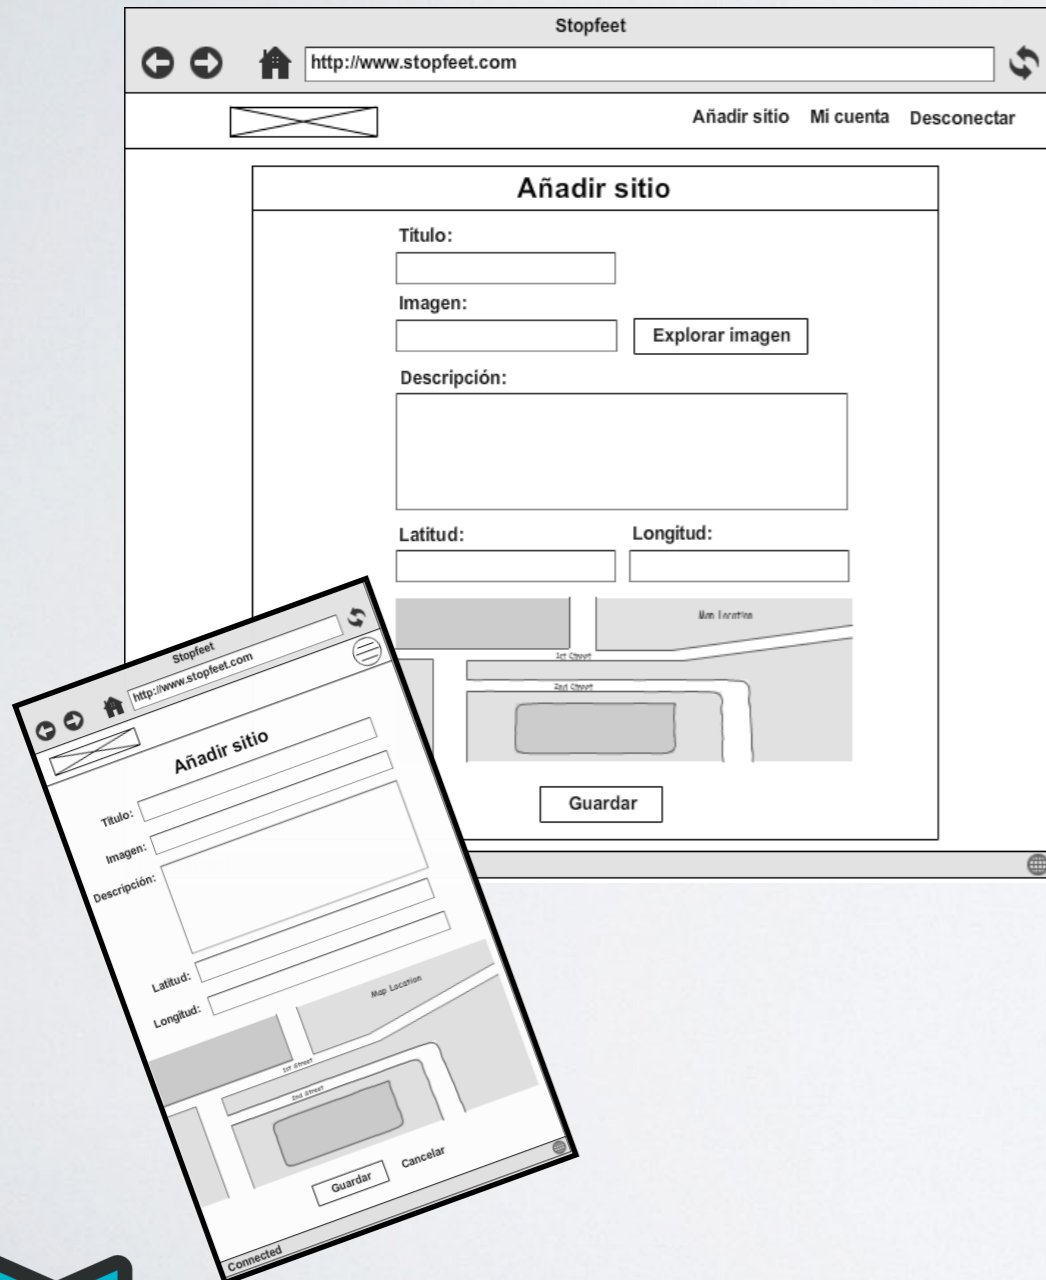 Stopfeet
http://www.stopfeet.com
Añadir sitio Mi cuenta Desconectar
Añadir sitio
Titulo:
Imagen:
Explorar imagen
Descripción:
Latitud: Longitud:
Map Location
1st Street
2nd Street
Guardar
Stopfeet
http://www.stopfeet.com
Añadir sitio
Titulo:
Imagen:
Descripción:
Latitud:
Longitud:
Map Location
1st Street
2nd Street
Guardar Cancelar
Connected